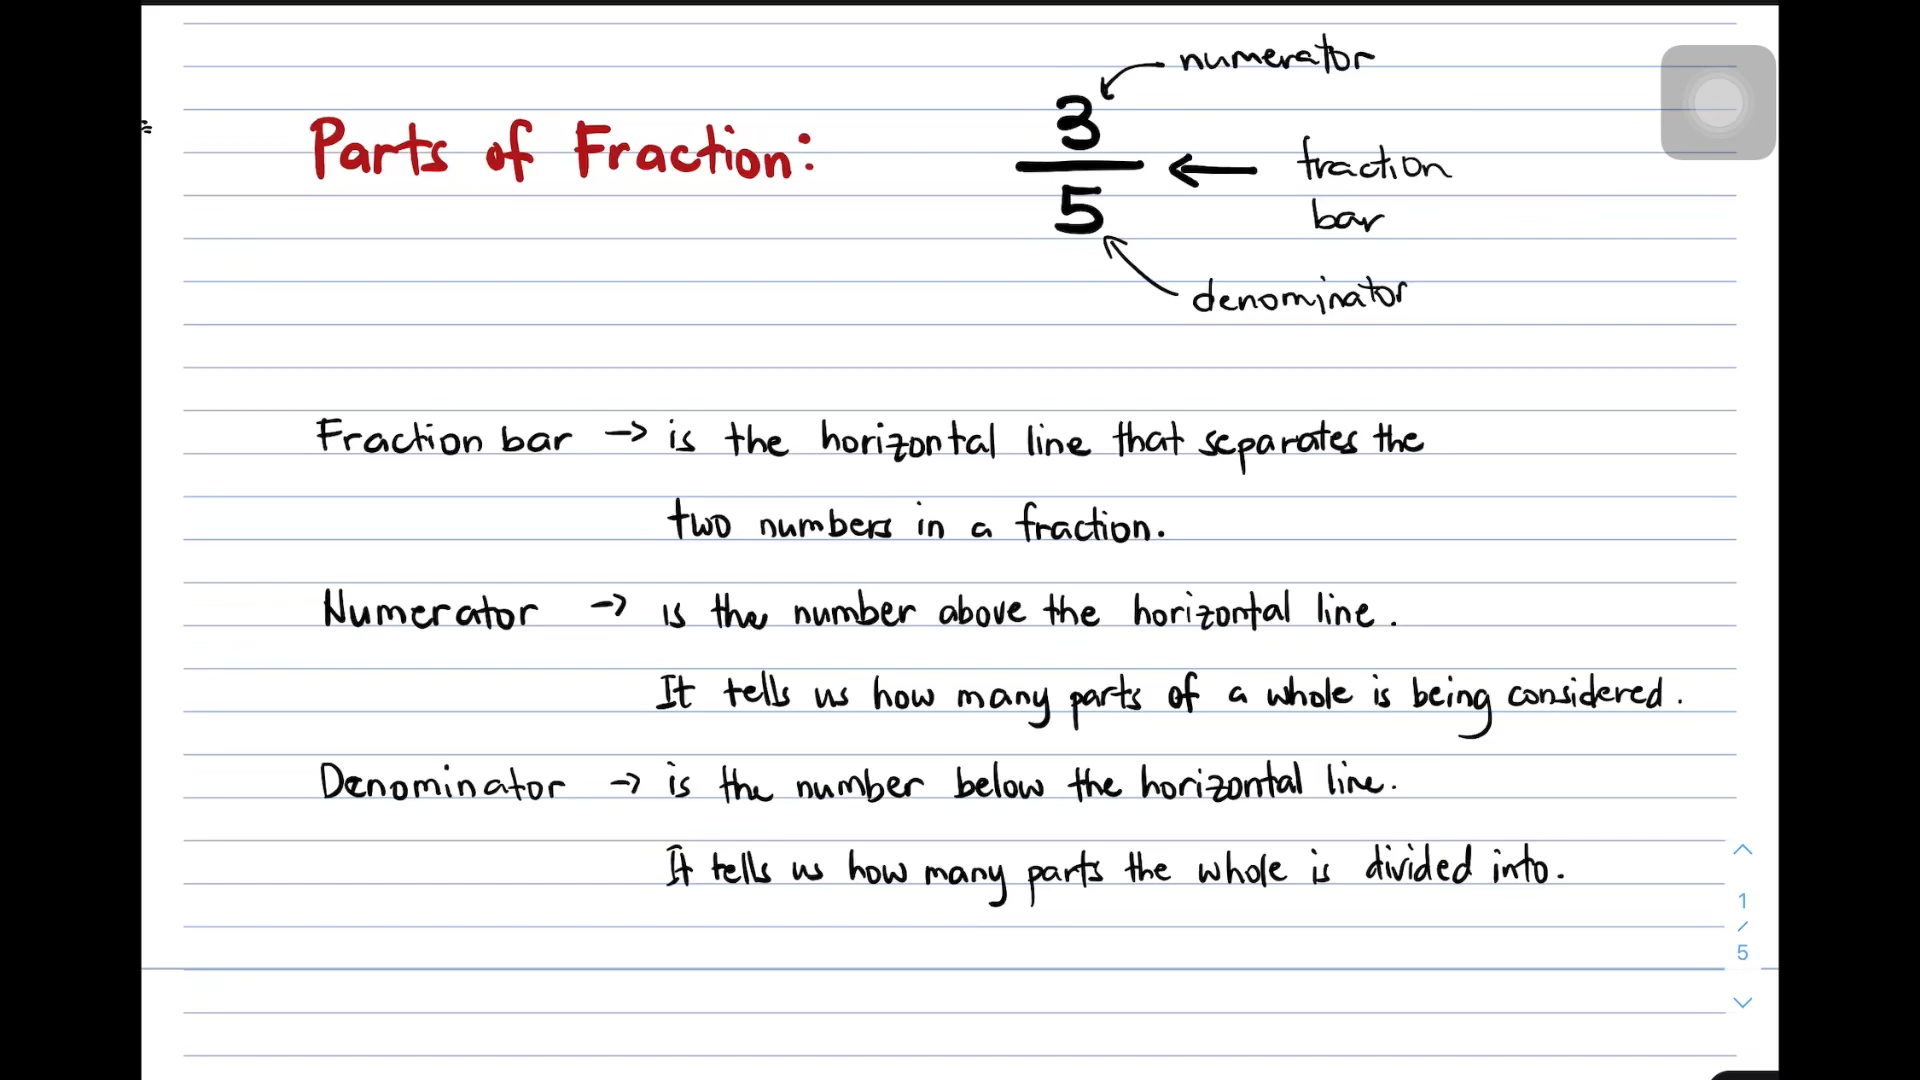 numerator
3
Parts of Fraction:
fraction
bar
5
denominator
Fraction bar -> is the horizontal line that separates the
two numbers in a fraction.
Numerator -> is the number above the horizontal line.
It tells us how many parts of a whole is being considered.
Denominator -> is the number below the horizontal line.
It tells us how many parts the whole is divided into.
1
/
5